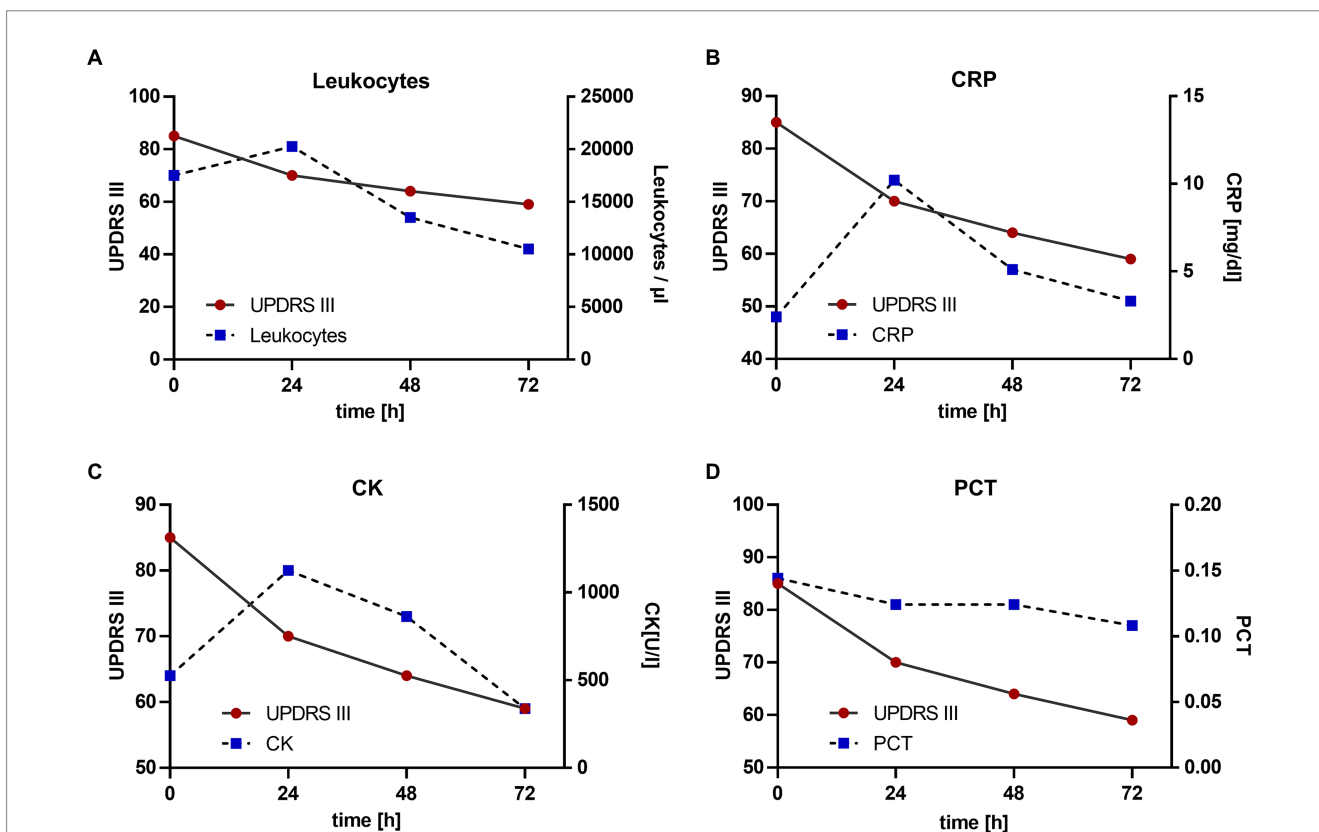 A
Leukocytes
100
80
60
40
20
0
UPDRS III
25000
20000
15000
10000
5000
0
Leukocytes / µl
UPDRS III
Leukocytes
0 24 48 72
time [h]
B
CRP
90
80
70
60
50
40
UPDRS III
15
10
5
0
CRP [mg/dl]
UPDRS III
CRP
0 24 48 72
time [h]
C
CK
90
80
70
60
50
UPDRS III
1500
1000
500
0
CK[U/l]
UPDRS III
CK
0 24 48 72
time [h]
D
PCT
100
90
80
70
60
50
UPDRS III
0.20
0.15
0.10
0.05
0.00
PCT
UPDRS III
PCT
0 24 48 72
time [h]